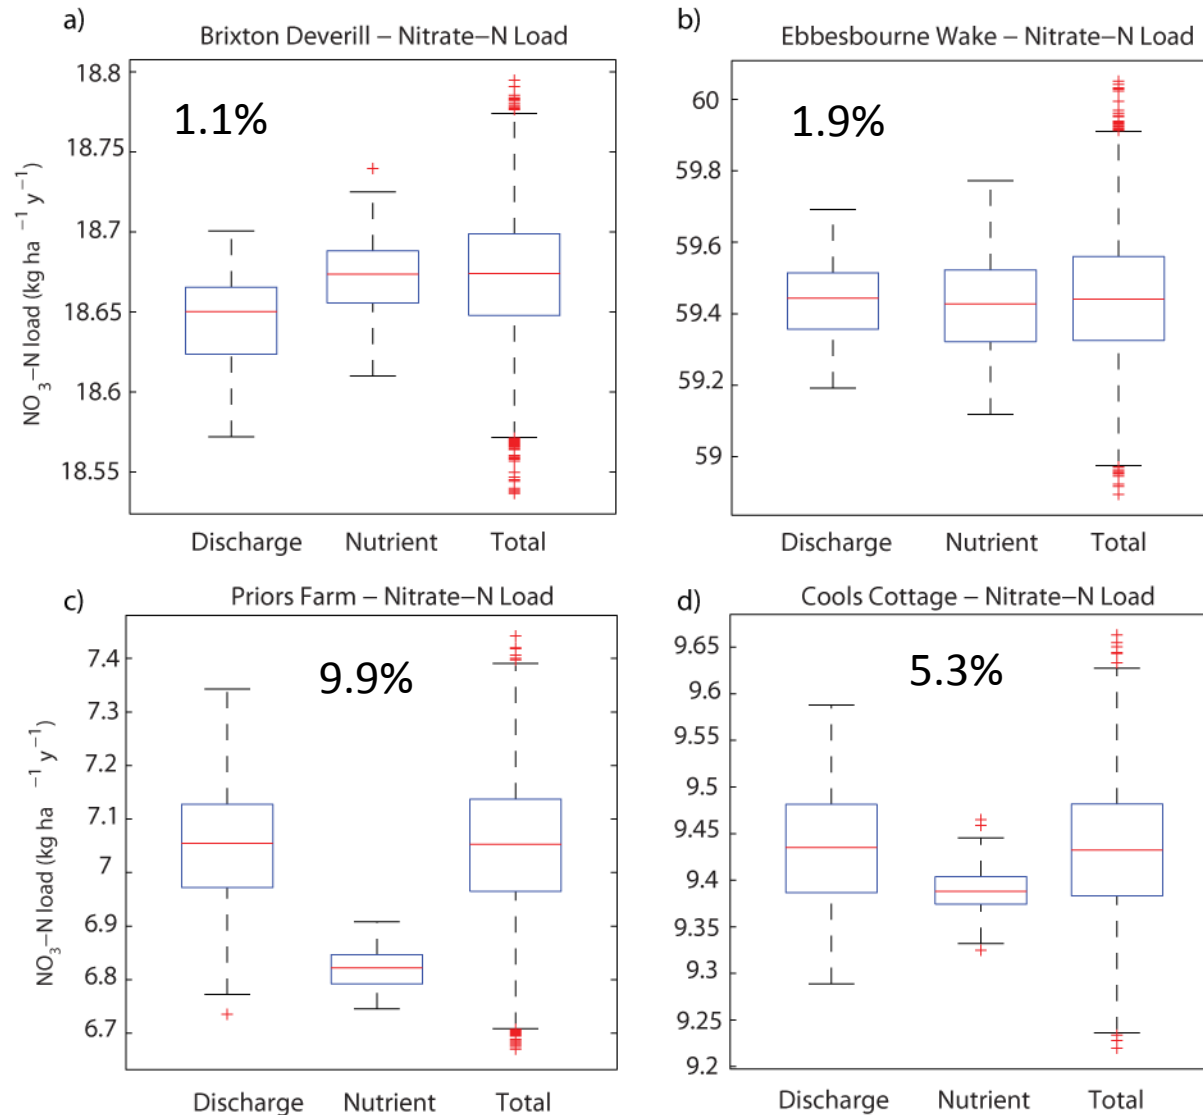 a)
Brixton Deverill – Nitrate–N Load
1.1%
NO3–N load (kg ha −1 y−1)
18.8
18.75
18.7
18.65
18.6
18.55
Discharge Nutrient Total
b)
Ebbesbourne Wake – Nitrate–N Load
1.9%
60
59.8
59.6
59.4
59.2
59
Discharge Nutrient Total
c)
Priors Farm – Nitrate–N Load
9.9%
NO3–N load (kg ha −1 y−1)
7.4
7.3
7.2
7.1
7
6.9
6.8
6.7
Discharge Nutrient Total
d)
Cools Cottage – Nitrate–N Load
5.3%
9.65
9.6
9.55
9.5
9.45
9.4
9.35
9.3
9.25
9.2
Discharge Nutrient Total